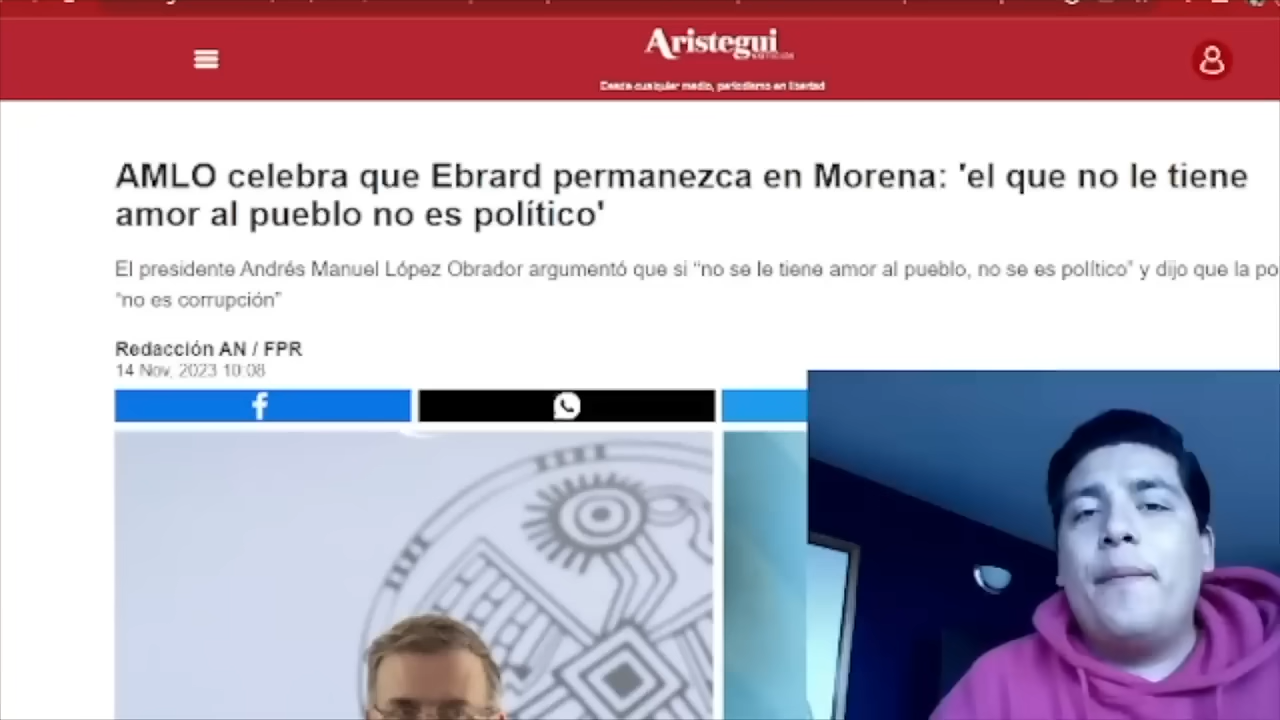 Aristegui
Desde cualquier medio, periodismo en libertad
AMLO celebra que Ebrard permanezca en Morena: 'el que no le tiene
amor al pueblo no es político'
El presidente Andrés Manuel López Obrador argumentó que si “no se le tiene amor al pueblo, no se es político” y dijo que la po
“no es corrupción”
Redacción AN / FPR
14 Nov, 2023 10:08